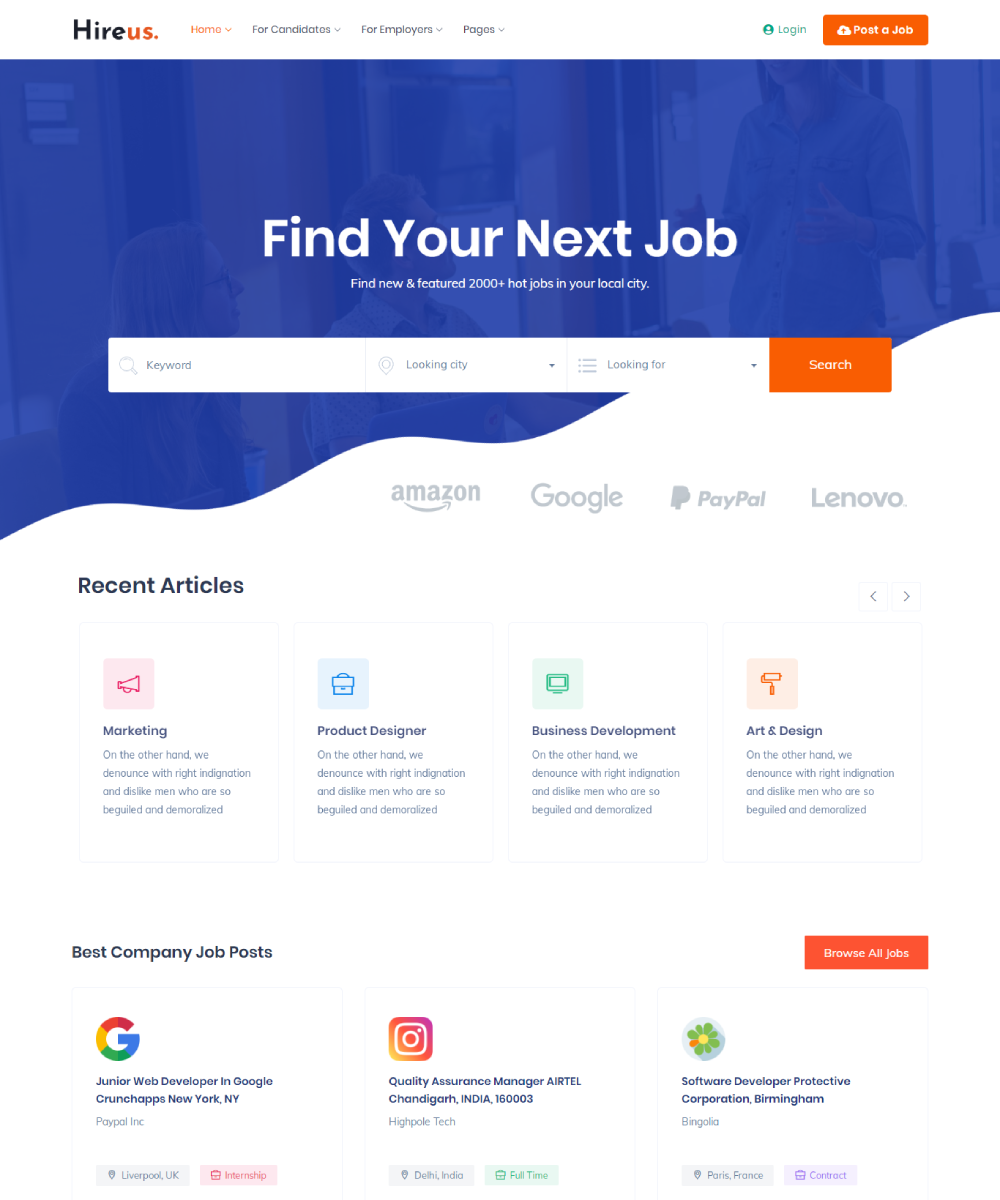 Hireus.
Home
For Candidates
For Employers
Pages
Login
Post a Job
Find Your Next Job
Find new & featured 2000+ hot jobs in your local city.
Keyword
Looking city
Looking for
Search
amazon
Google
PayPal
Lenovo
Recent Articles
Marketing
On the other hand, we
denounce with right indignation
and dislike men who are so
beguiled and demoralized
Product Designer
On the other hand, we
denounce with right indignation
and dislike men who are so
beguiled and demoralized
Business Development
On the other hand, we
denounce with right indignation
and dislike men who are so
beguiled and demoralized
Art & Design
On the other hand, we
denounce with right indignation
and dislike men who are so
beguiled and demoralized
Best Company Job Posts
Browse All Jobs
Junior Web Developer In Google
Crunchapps New York, NY
Paypal Inc
Liverpool, UK
Internship
Quality Assurance Manager AIRTEL
Chandigarh, INDIA, 160003
Highpole Tech
Delhi, India
Full Time
Software Developer Protective
Corporation, Birmingham
Bingolia
Paris, France
Contract